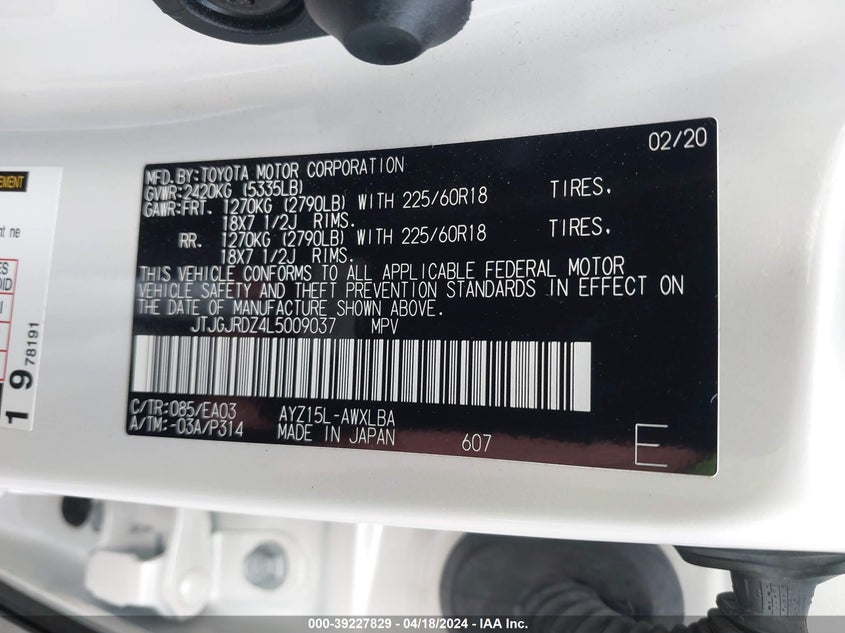 02/20
MFD.BY:TOYOTA MOTOR CORPORATION
GVWR:2420KG (5335LB)
GAWR:FRT. 1270KG (2790LB) WITH 225/60R18 TIRES,
18X7 1/2J RIMS.
RR. 1270KG (2790LB) WITH 225/60R18 TIRES,
18X7 1/2J RIMS.
THIS VEHICLE CONFORMS TO ALL APPLICABLE FEDERAL MOTOR
VEHICLE SAFETY AND THEFT PREVENTION STANDARDS IN EFFECT ON
THE DATE OF MANUFACTURE SHOWN ABOVE.
JTJGJRDZ4L5009037 MPV
C/TR:085/EA03 AYZ15L-AWXLBA
A/TM:-03A/P314 MADE IN JAPAN 607
E
1 9 78191
000-39227829 - 04/18/2024 - IAA Inc.